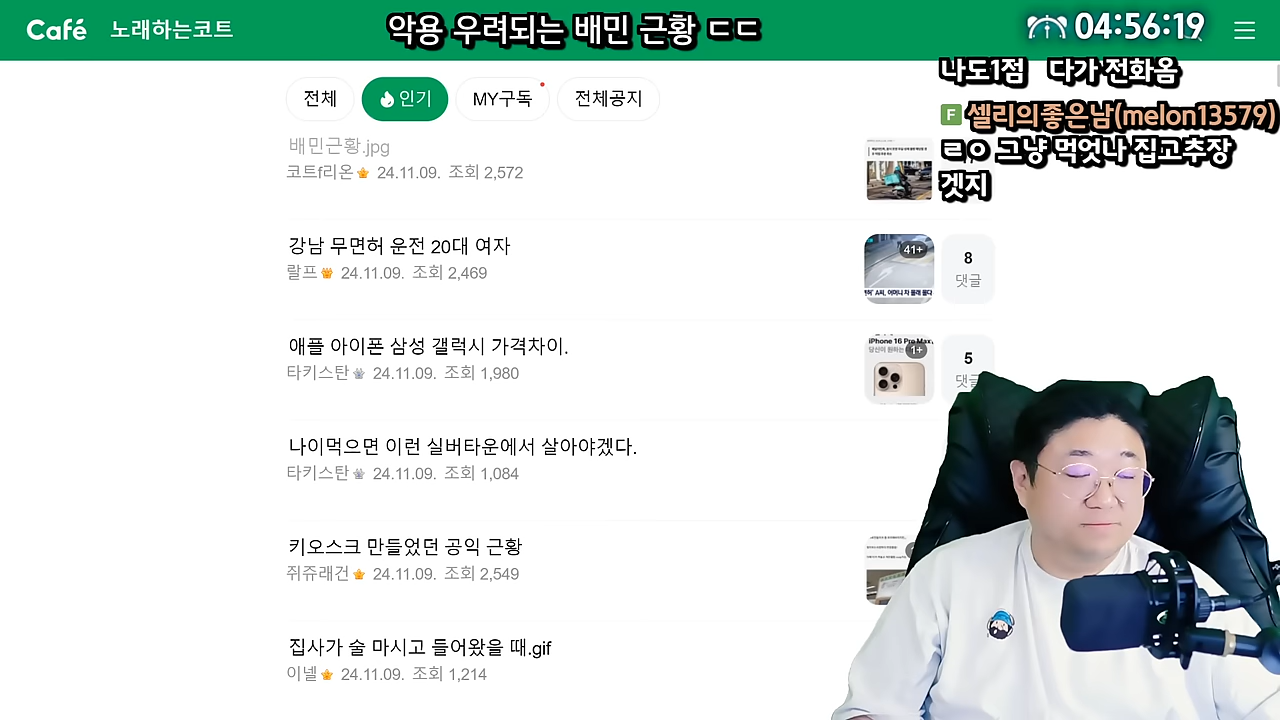 Café 노래하는코트
악용 우려되는 배민 근황 ㄷㄷ
04:56:19
나도1점 다가 전화옴
F 셀리의좋은남(melon13579)
ㄹㅇ 그냥 먹엇나 집고추장
겟지
전체 인기 MY구독 전체공지
배민근황.jpg
코트f리온 24.11.09. 조회 2,572
강남 무면허 운전 20대 여자
랄프 24.11.09. 조회 2,469
41+
8
댓글
애플 아이폰 삼성 갤럭시 가격차이.
타키스탄 24.11.09. 조회 1,980
iPhone 16 Pro Max
1+
5
댓글
나이먹으면 이런 실버타운에서 살아야겠다.
타키스탄 24.11.09. 조회 1,084
키오스크 만들었던 공익 근황
쥐쥬래건 24.11.09. 조회 2,549
집사가 술 마시고 들어왔을 때.gif
이넬 24.11.09. 조회 1,214